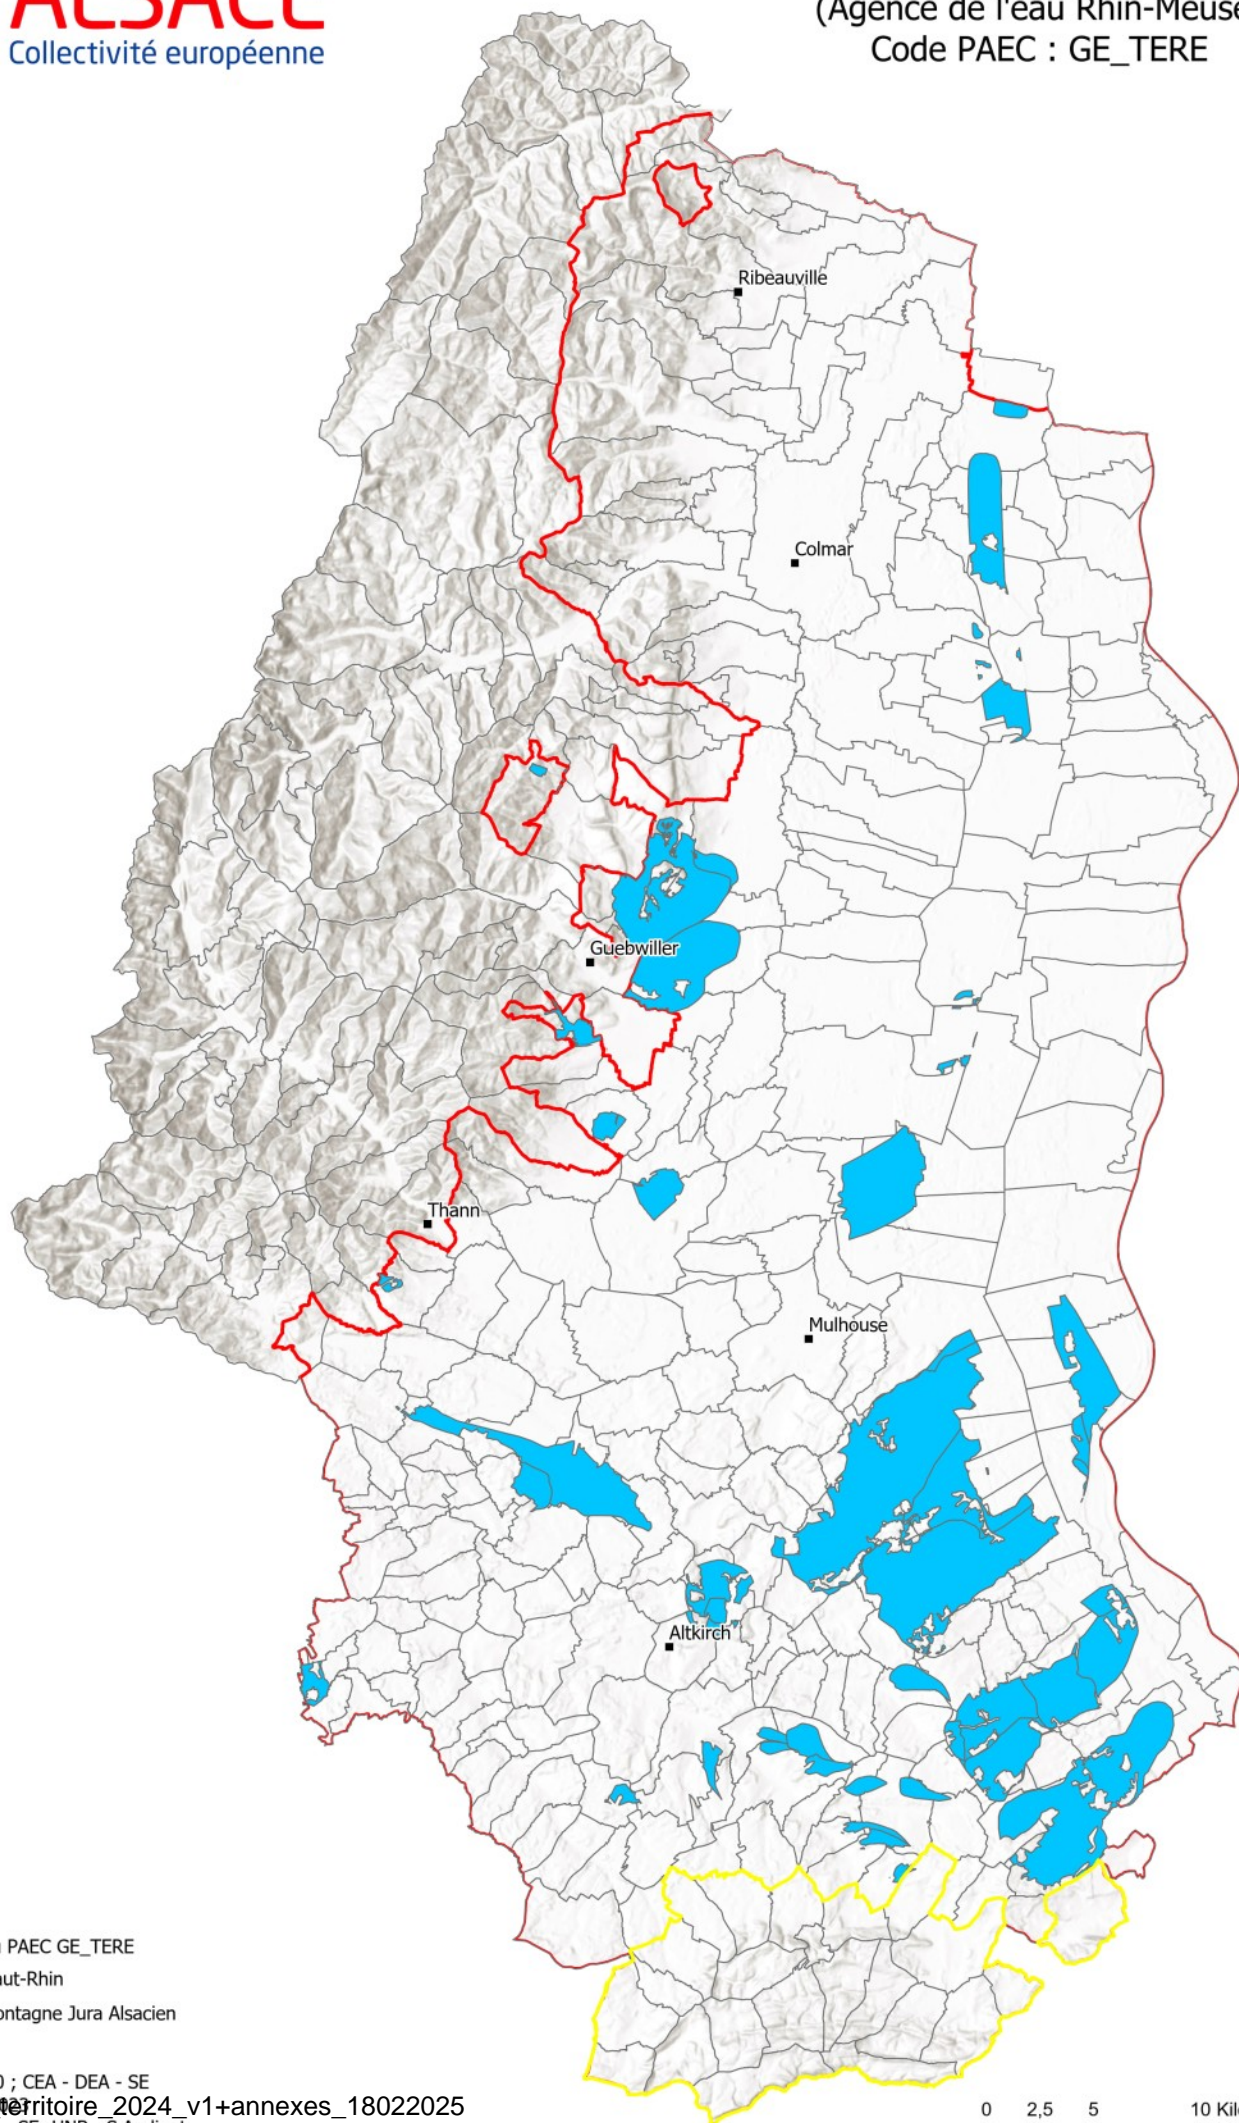 ALSACE
Collectivité européenne
(Agence de l'eau Rhin-Meuse
Code PAEC : GE_TERE
Ribeauville
Colmar
Guebwiller
Thann
Mulhouse
Altkirch
PAEC GE_TERE
ut-Rhin
ontagne Jura Alsacien
; CEA - DEA - SE
territoire_2024_v1+annexes_18022025
0 2,5 5 10 Kil